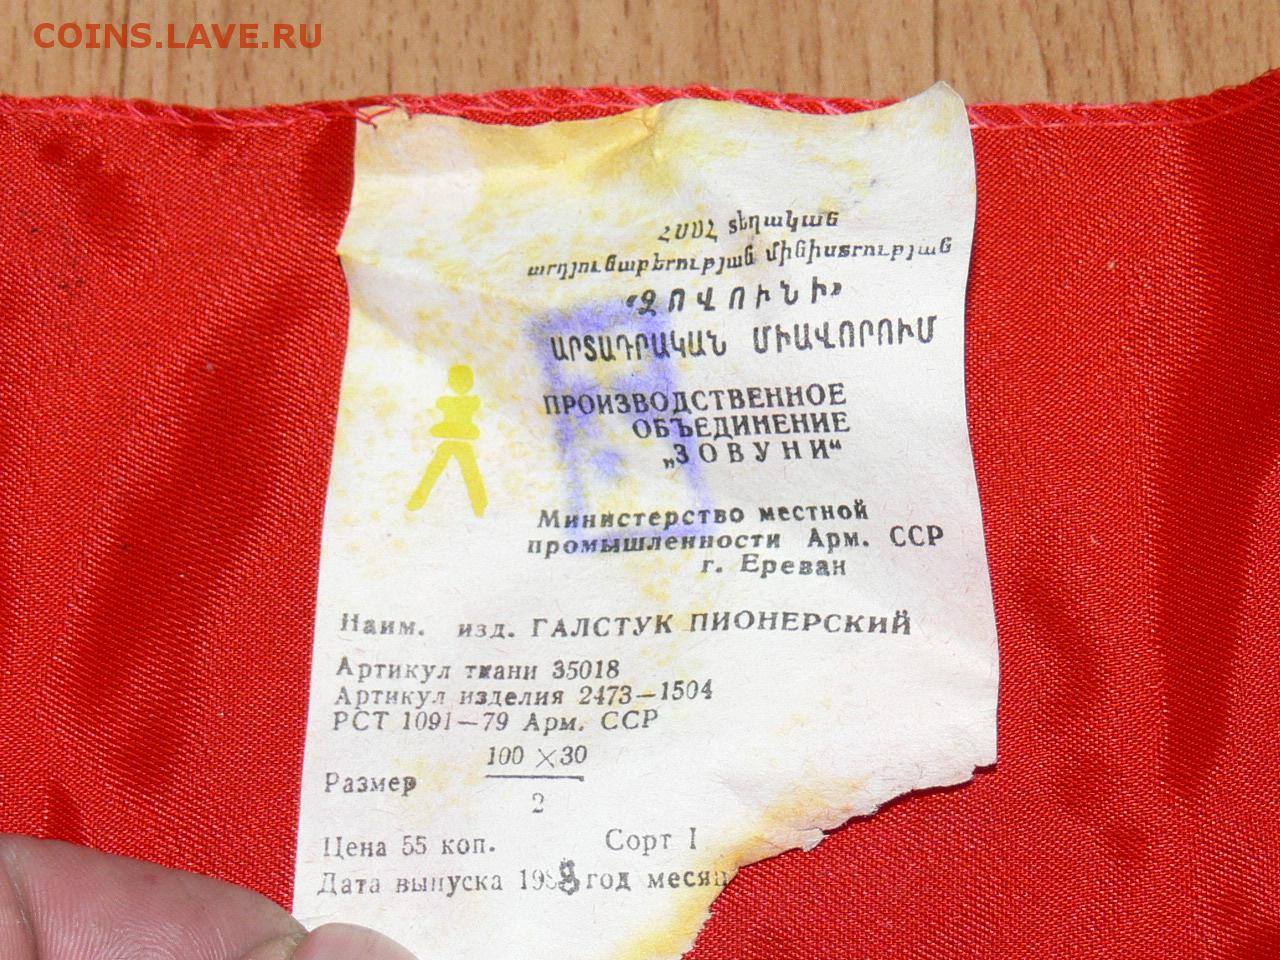 COINS.LAVE.RU
ՀՍՍՀ տեղական
արդյունաբերության մինիստրության
«ԶՈՎՈՒՆԻ»
ԱՐՏԱԴՐԱԿԱՆ ՄԻԱՎՈՐՈՒՄ
ПРОИЗВОДСТВЕННОЕ
ОБЪЕДИНЕНИЕ
„ЗОВУНИ“
Министерство местной
промышленности Арм. ССР
г. Ереван
Наим. изд. ГАЛСТУК ПИОНЕРСКИЙ
Артикул ткани 35018
Артикул изделия 2473—1504
РСТ 1091—79 Арм. ССР
100 × 30
Размер
2
Цена 55 коп. Сорт I
Дата выпуска 1988 год месяц